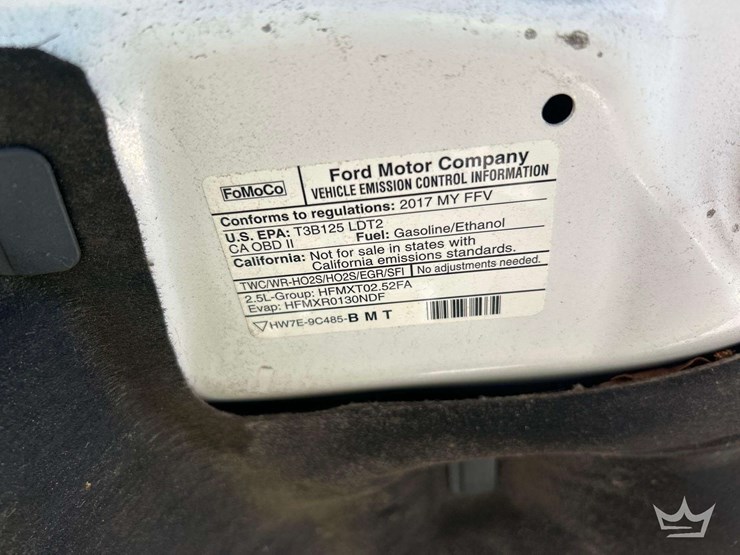 FoMoCo
Ford Motor Company
VEHICLE EMISSION CONTROL INFORMATION
Conforms to regulations: 2017 MY FFV
U.S. EPA: T3B125 LDT2
CA OBD II Fuel: Gasoline/Ethanol
California: Not for sale in states with
California emissions standards.
TWC/WR-HO2S/HO2S/EGR/SFI No adjustments needed.
2.5L-Group: HFMXT02.52FA
Evap: HFMXR0130NDF
HW7E-9C485-B M T